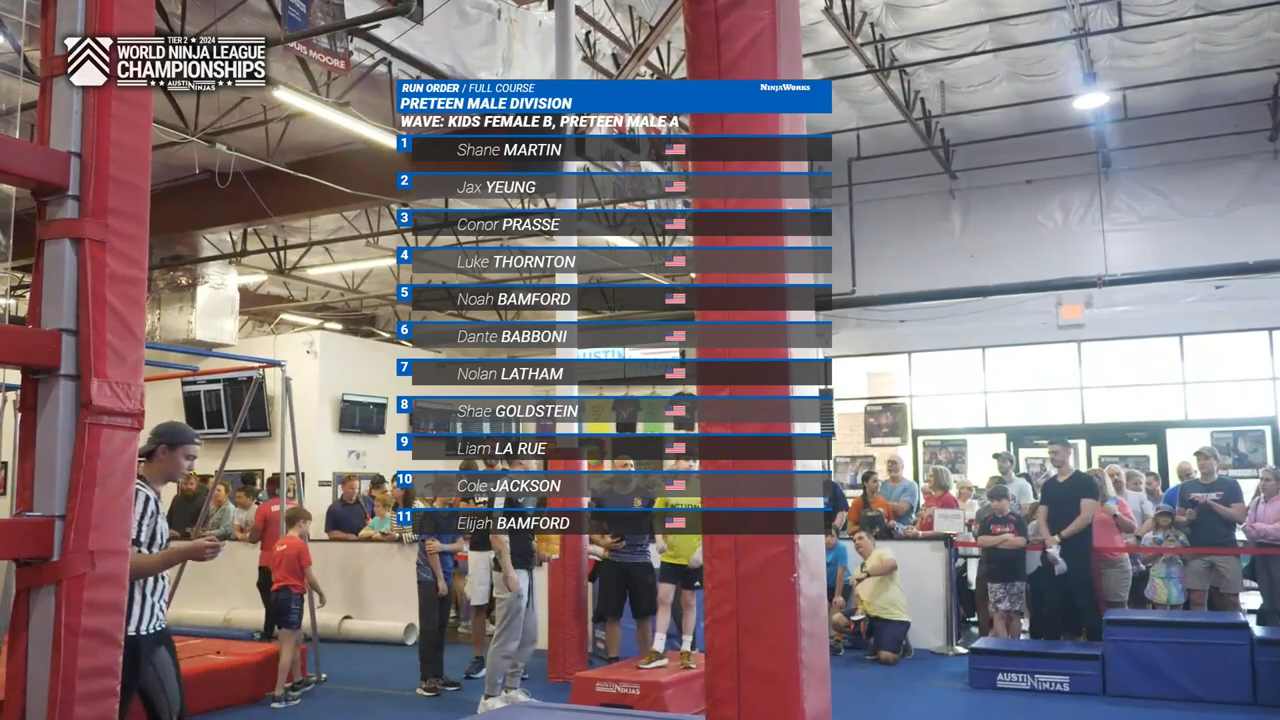 TIER 2 ★ 2024
WORLD NINJA LEAGUE
CHAMPIONSHIPS
AUSTIN NINJAS
LOUIS MOORE
RUN ORDER / FULL COURSE
NINJAWORKS
PRETEEN MALE DIVISION
WAVE: KIDS FEMALE B, PRETEEN MALE A
1 Shane MARTIN
2 Jax YEUNG
3 Conor PRASSE
4 Luke THORNTON
5 Noah BAMFORD
6 Dante BABBONI
7 Nolan LATHAM
8 Shae GOLDSTEIN
9 Liam LA RUE
10 Cole JACKSON
11 Elijah BAMFORD
AUSTIN
AUSTIN NINJAS
AUSTIN NINJAS